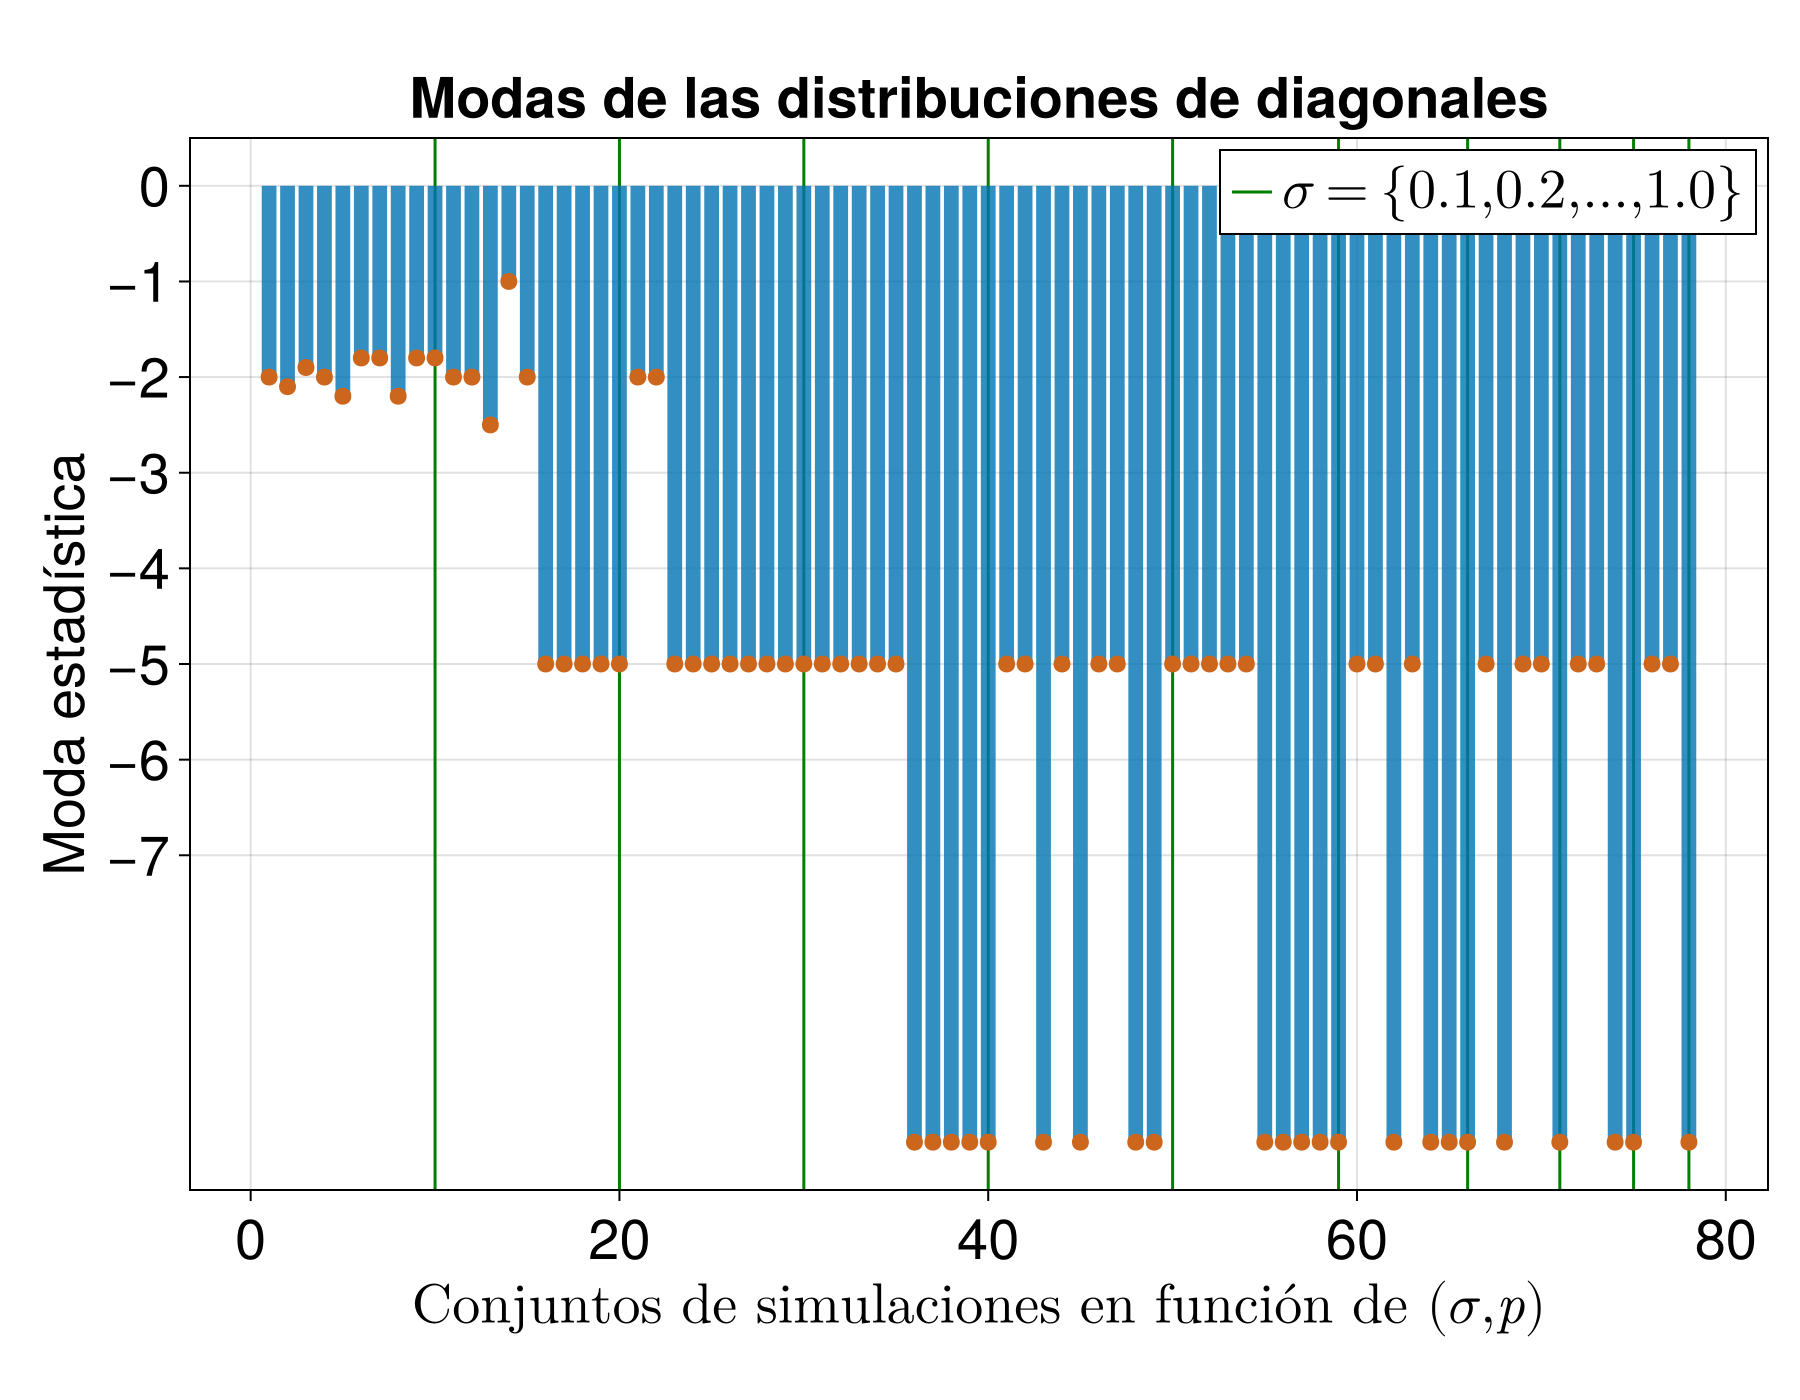 Modas de las distribuciones de diagonales
σ = {0.1,0.2,...,1.0}
Moda estadística
0
−1
−2
−3
−4
−5
−6
−7
0 20 40 60 80
Conjuntos de simulaciones en función de (σ,p)